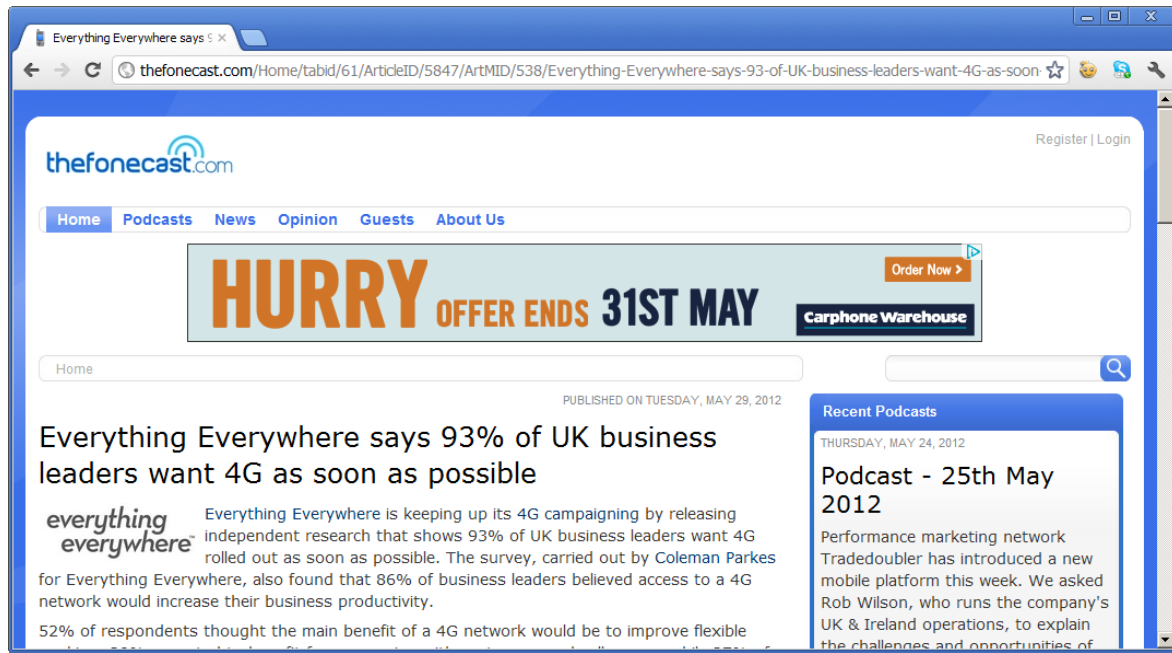 Everything Everywhere says 9
thefonecast.com/Home/tabid/61/ArticleID/5847/ArtMID/538/Everything-Everywhere-says-93-of-UK-business-leaders-want-4G-as-soon-
Register | Login
thefonecast.com
Home Podcasts News Opinion Guests About Us
HURRY OFFER ENDS 31ST MAY
Order Now >
Carphone Warehouse
Home
PUBLISHED ON TUESDAY, MAY 29, 2012
Everything Everywhere says 93% of UK business
leaders want 4G as soon as possible
everything
everywhere
Everything Everywhere is keeping up its 4G campaigning by releasing
independent research that shows 93% of UK business leaders want 4G
rolled out as soon as possible. The survey, carried out by Coleman Parkes
for Everything Everywhere, also found that 86% of business leaders believed access to a 4G
network would increase their business productivity.
52% of respondents thought the main benefit of a 4G network would be to improve flexible
Recent Podcasts
THURSDAY, MAY 24, 2012
Podcast - 25th May
2012
Performance marketing network
Tradedoubler has introduced a new
mobile platform this week. We asked
Rob Wilson, who runs the company's
UK & Ireland operations, to explain
the challenges and opportunities of